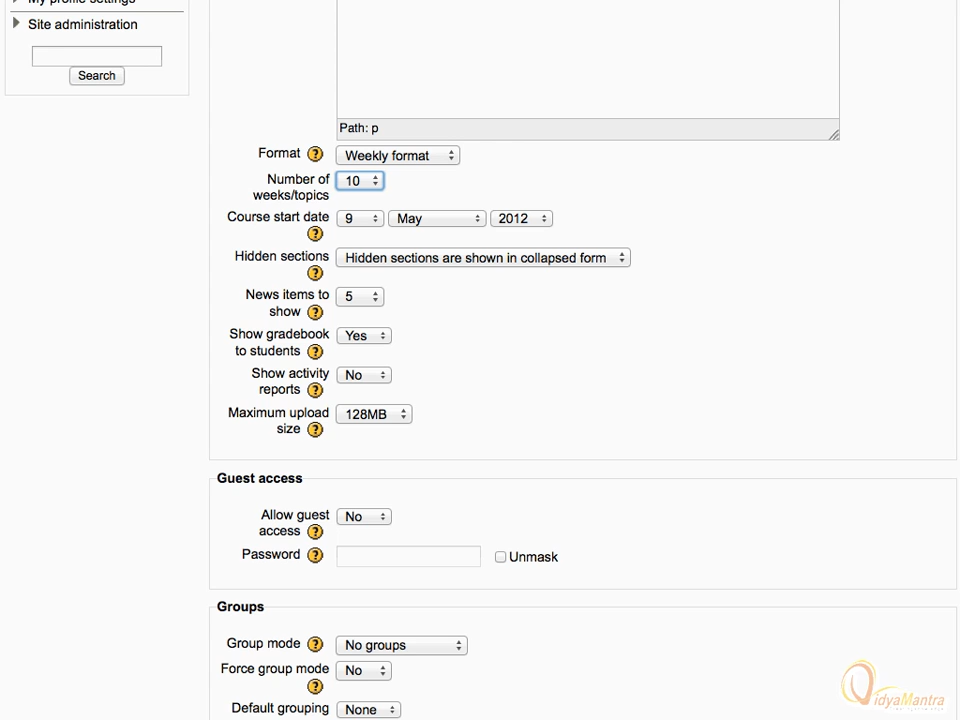 My profile settings
Site administration
Search
Path: p
Format ? Weekly format
Number of weeks/topics 10
Course start date ? 9 May 2012
Hidden sections ? Hidden sections are shown in collapsed form
News items to show ? 5
Show gradebook to students ? Yes
Show activity reports ? No
Maximum upload size ? 128MB
Guest access
Allow guest access ? No
Password ? Unmask
Groups
Group mode ? No groups
Force group mode ? No
Default grouping None
VidyaMantra